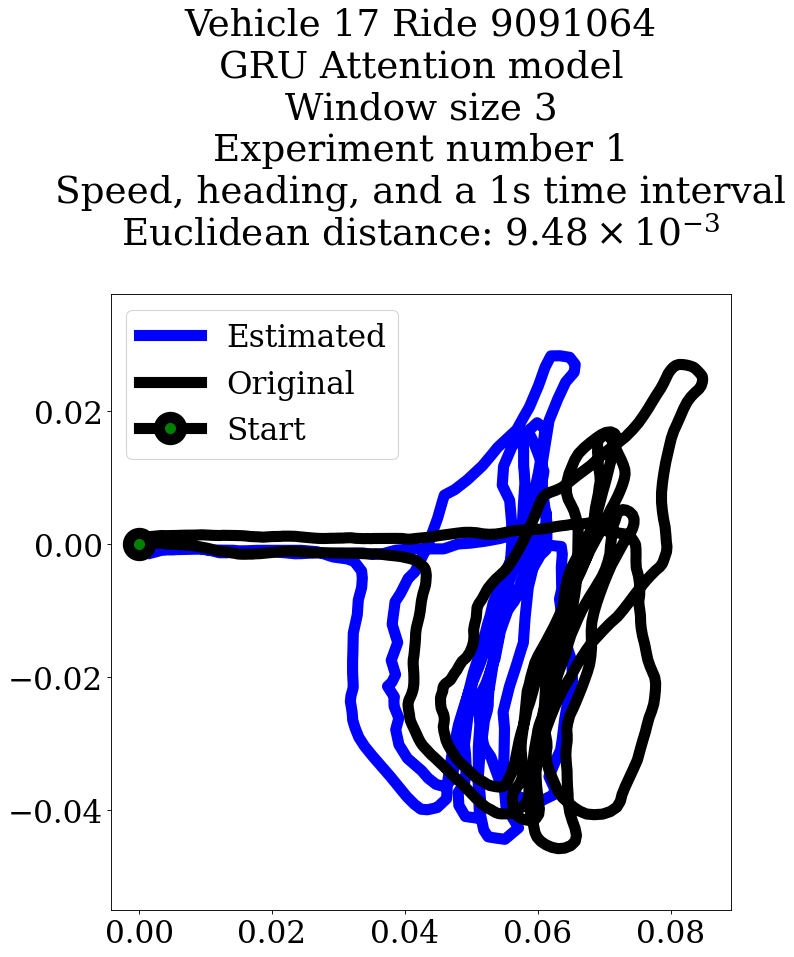 Vehicle 17 Ride 9091064
GRU Attention model
Window size 3
Experiment number 1
Speed, heading, and a 1s time interval
Euclidean distance: 9.48 × 10⁻³
Estimated
Original
Start
0.02
0.00
−0.02
−0.04
0.00 0.02 0.04 0.06 0.08